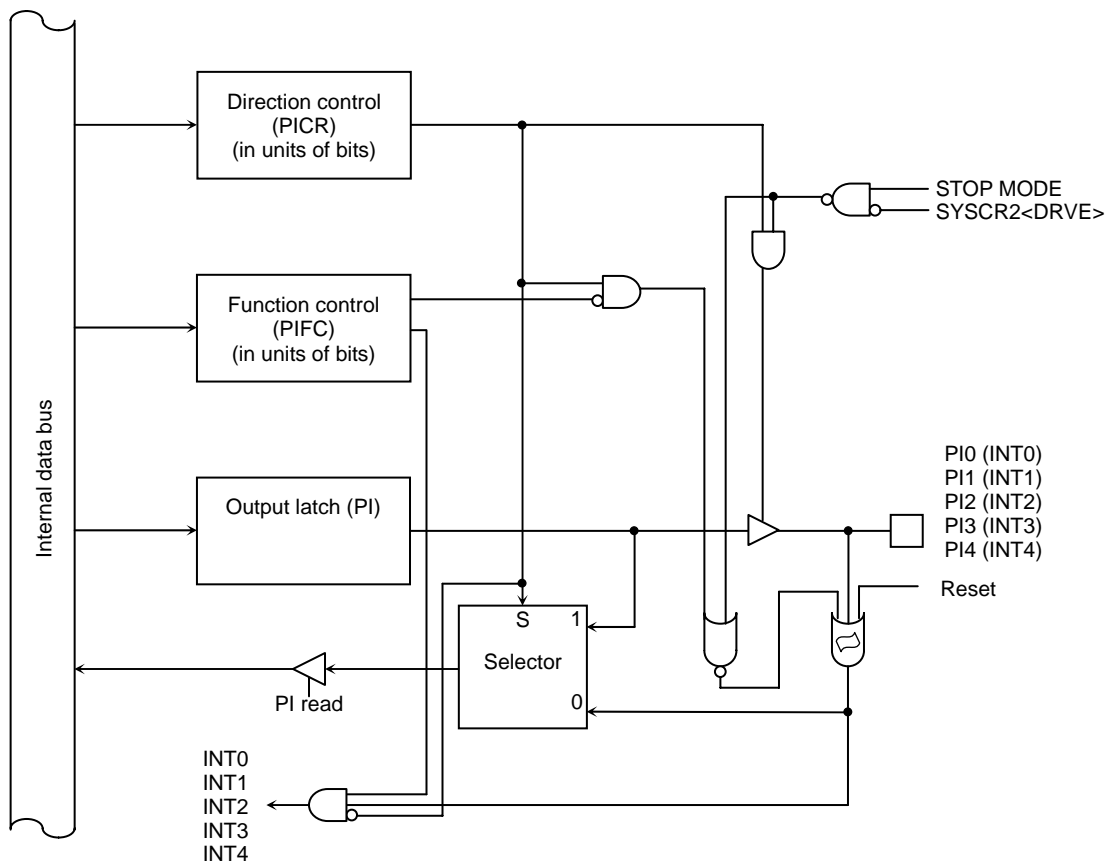 Internal data bus
Direction control
(PICR)
(in units of bits)
STOP MODE
SYSCR2<DRVE>
Function control
(PIFC)
(in units of bits)
Output latch (PI)
PI0 (INT0)
PI1 (INT1)
PI2 (INT2)
PI3 (INT3)
PI4 (INT4)
Reset
S
1
Selector
0
PI read
INT0
INT1
INT2
INT3
INT4